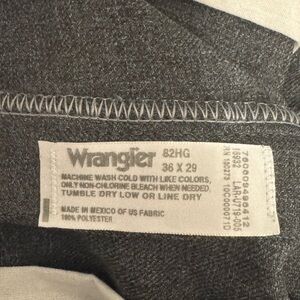 Wrangler 82HG
36 X 29
MACHINE WASH COLD WITH LIKE COLORS.
ONLY NON-CHLORINE BLEACH WHEN NEEDED.
TUMBLE DRY LOW OR LINE DRY
MADE IN MEXICO OF US FABRIC
100% POLYESTER